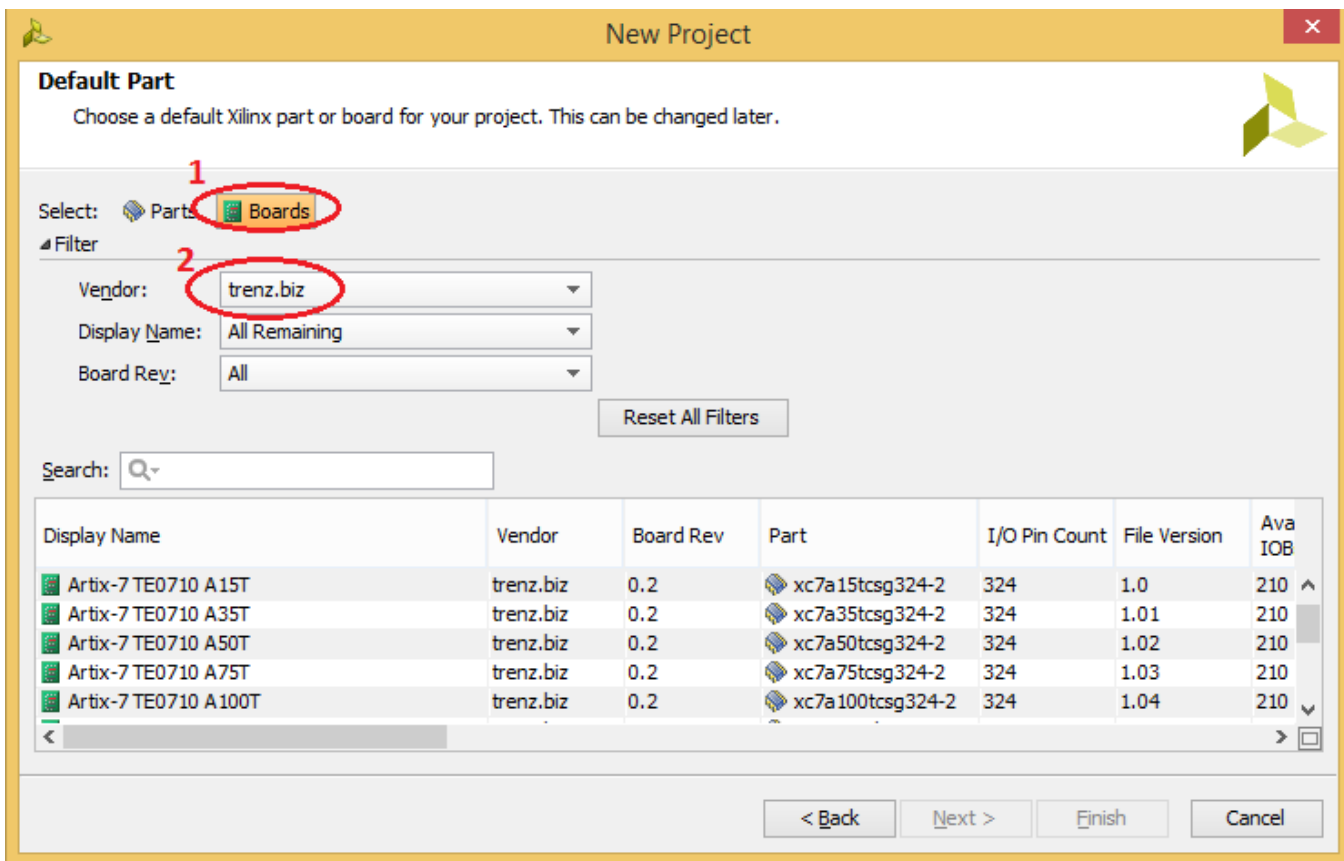 New Project
Default Part
Choose a default Xilinx part or board for your project. This can be changed later.
1
Select: Parts Boards
Filter
2
Vendor: trenz.biz
Display Name: All Remaining
Board Rev: All
Reset All Filters
Search:
Display Name Vendor Board Rev Part I/O Pin Count File Version Ava
IOB
Artix-7 TE0710 A15T trenz.biz 0.2 xc7a15tcsg324-2 324 1.0 210
Artix-7 TE0710 A35T trenz.biz 0.2 xc7a35tcsg324-2 324 1.01 210
Artix-7 TE0710 A50T trenz.biz 0.2 xc7a50tcsg324-2 324 1.02 210
Artix-7 TE0710 A75T trenz.biz 0.2 xc7a75tcsg324-2 324 1.03 210
Artix-7 TE0710 A100T trenz.biz 0.2 xc7a100tcsg324-2 324 1.04 210
< Back Next > Finish Cancel